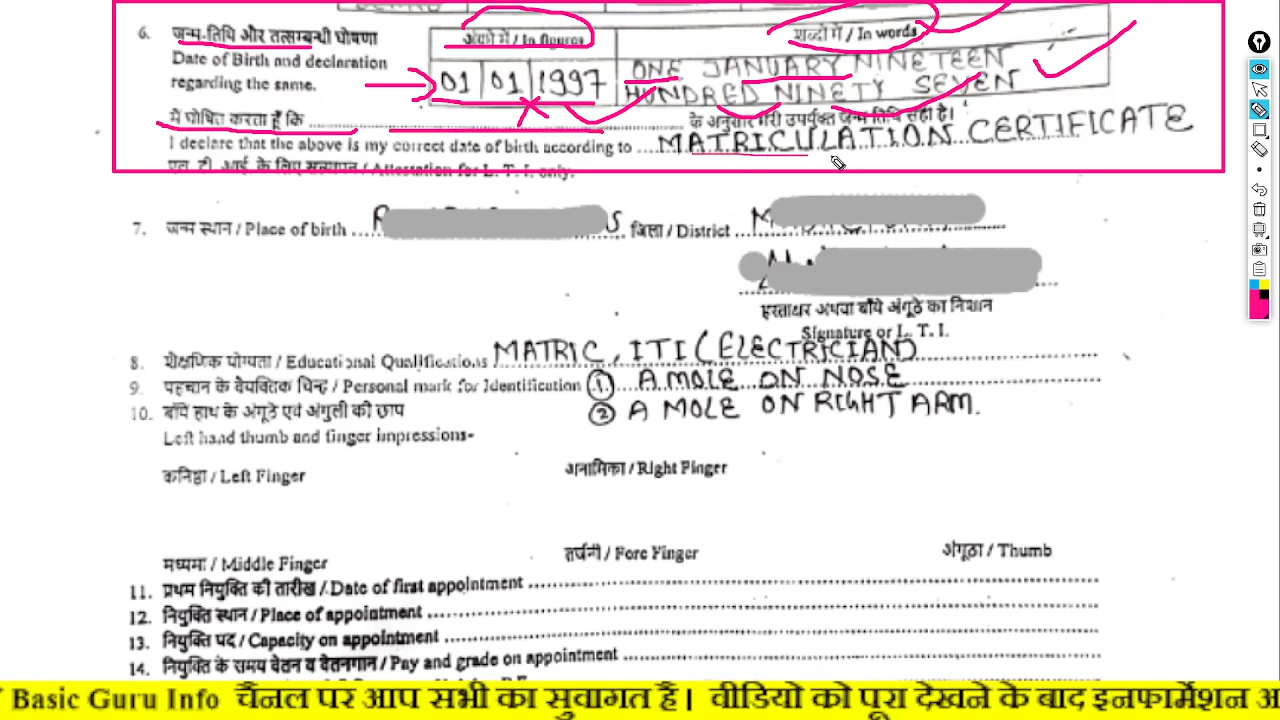 6. जन्म-तिथि और तत्सम्बन्धी घोषणा अंकों में / In figures शब्दों में / In words
Date of Birth and declaration 01 01 1997 ONE JANUARY NINETEEN
regarding the same. HUNDRED NINETY SEVEN
मैं घोषित करता हूँ कि .......... के अनुसार मेरी उपर्युक्त जन्म तिथि सही है।
I declare that the above is my correct date of birth according to .... MATRICULATION CERTIFICATE
एल. टी. आई. के लिए सत्यापन / Attestation for L. T. I. only.
7. जन्म स्थान / Place of birth .... जिला / District ....
हस्ताक्षर अथवा बाँये अंगूठे का निशान
Signature or L. T. I.
8. शैक्षणिक योग्यता / Educational Qualifications MATRIC, ITI (ELECTRICIAN)
9. पहचान के वैयक्तिक चिन्ह / Personal mark for Identification ① A MOLE ON NOSE
10. बाँये हाथ के अंगूठे एवं अंगुली की छाप ② A MOLE ON RIGHT ARM.
Left hand thumb and finger impressions-
कनिष्ठा / Left Finger अनामिका / Right Finger
मध्यमा / Middle Finger तर्जनी / Fore Finger अंगूठा / Thumb
11. प्रथम नियुक्ति की तारीख / Date of first appointment ..........
12. नियुक्ति स्थान / Place of appointment ..........
13. नियुक्ति पद / Capacity on appointment ..........
14. नियुक्ति के समय वेतन व वेतनमान / Pay and grade on appointment ..........
Basic Guru Info चैनल पर आप सभी का सुवागत है। वीडियो को पूरा देखने के बाद इनफार्मेशन